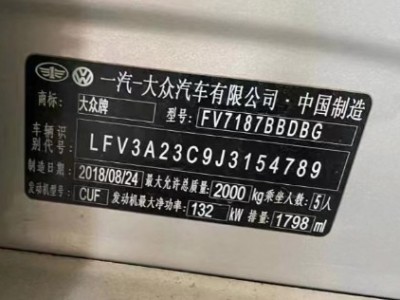 一汽-大众汽车有限公司·中国制造
商标: 大众牌 型号: FV7187BBDBG
车辆识别代号: LFV3A23C9J3154789
制造日期: 2018/08/24 最大允许总质量: 2000 kg 乘坐人数: 5人
发动机型号: CUF 发动机最大净功率: 132 kW 排量: 1798 ml